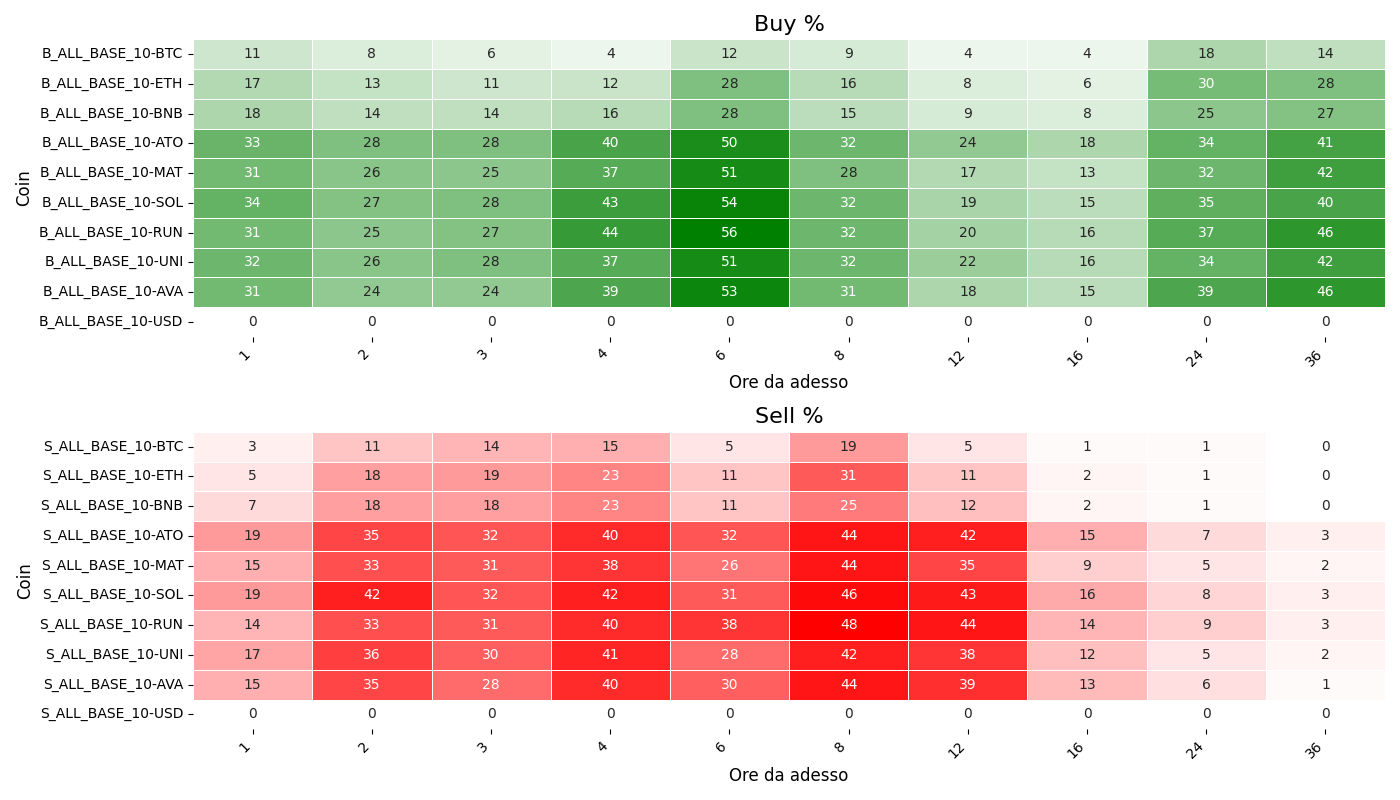 Buy %
Coin
B_ALL_BASE_10-BTC 11 8 6 4 12 9 4 4 18 14
B_ALL_BASE_10-ETH 17 13 11 12 28 16 8 6 30 28
B_ALL_BASE_10-BNB 18 14 14 16 28 15 9 8 25 27
B_ALL_BASE_10-ATO 33 28 28 40 50 32 24 18 34 41
B_ALL_BASE_10-MAT 31 26 25 37 51 28 17 13 32 42
B_ALL_BASE_10-SOL 34 27 28 43 54 32 19 15 35 40
B_ALL_BASE_10-RUN 31 25 27 44 56 32 20 16 37 46
B_ALL_BASE_10-UNI 32 26 28 37 51 32 22 16 34 42
B_ALL_BASE_10-AVA 31 24 24 39 53 31 18 15 39 46
B_ALL_BASE_10-USD 0 0 0 0 0 0 0 0 0 0
1 2 3 4 6 8 12 16 24 36
Ore da adesso
Sell %
Coin
S_ALL_BASE_10-BTC 3 11 14 15 5 19 5 1 1 0
S_ALL_BASE_10-ETH 5 18 19 23 11 31 11 2 1 0
S_ALL_BASE_10-BNB 7 18 18 23 11 25 12 2 1 0
S_ALL_BASE_10-ATO 19 35 32 40 32 44 42 15 7 3
S_ALL_BASE_10-MAT 15 33 31 38 26 44 35 9 5 2
S_ALL_BASE_10-SOL 19 42 32 42 31 46 43 16 8 3
S_ALL_BASE_10-RUN 14 33 31 40 38 48 44 14 9 3
S_ALL_BASE_10-UNI 17 36 30 41 28 42 38 12 5 2
S_ALL_BASE_10-AVA 15 35 28 40 30 44 39 13 6 1
S_ALL_BASE_10-USD 0 0 0 0 0 0 0 0 0 0
1 2 3 4 6 8 12 16 24 36
Ore da adesso